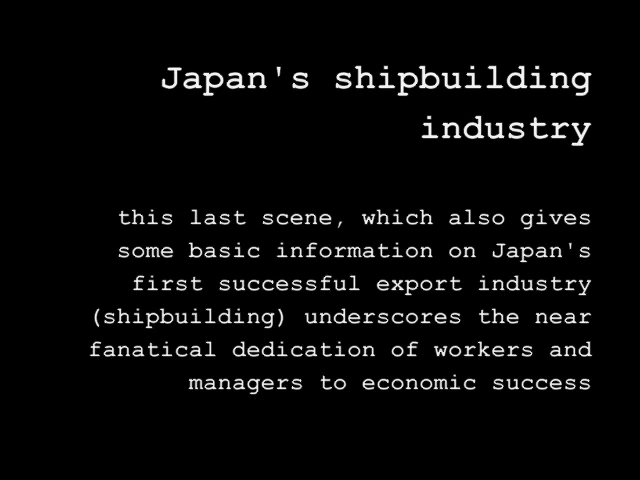 Japan's shipbuilding
industry
this last scene, which also gives
some basic information on Japan's
first successful export industry
(shipbuilding) underscores the near
fanatical dedication of workers and
managers to economic success